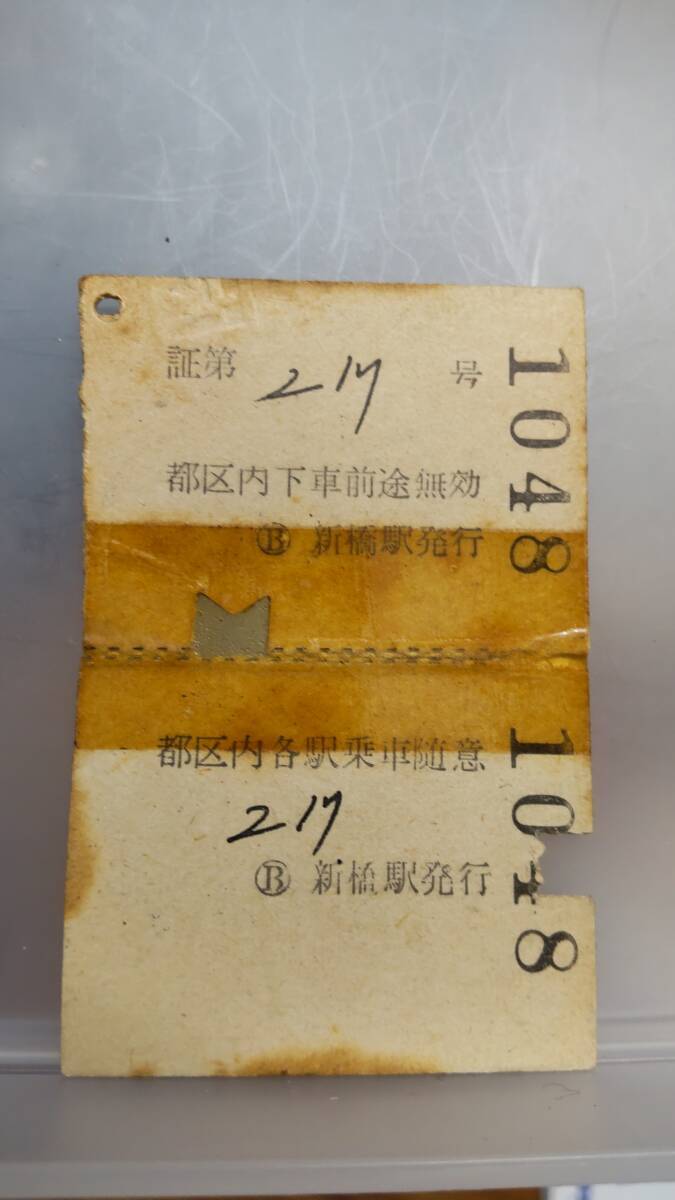 証第 217 号
都区内下車前途無効
Ⓑ 新橋駅発行
1048
都区内各駅乗車随意
217
Ⓑ 新橋駅発行
1048